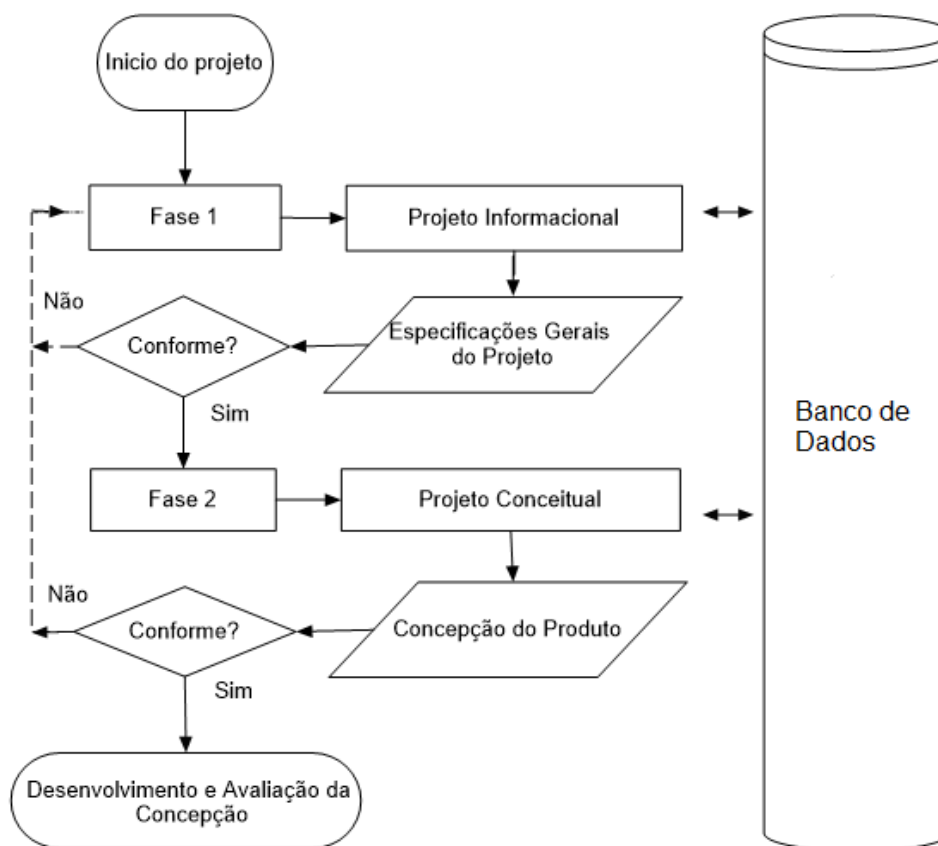 Inicio do projeto
Fase 1
Projeto Informacional
Não
Conforme?
Especificações Gerais
do Projeto
Sim
Banco de
Dados
Fase 2
Projeto Conceitual
Não
Conforme?
Concepção do Produto
Sim
Desenvolvimento e Avaliação da
Concepção